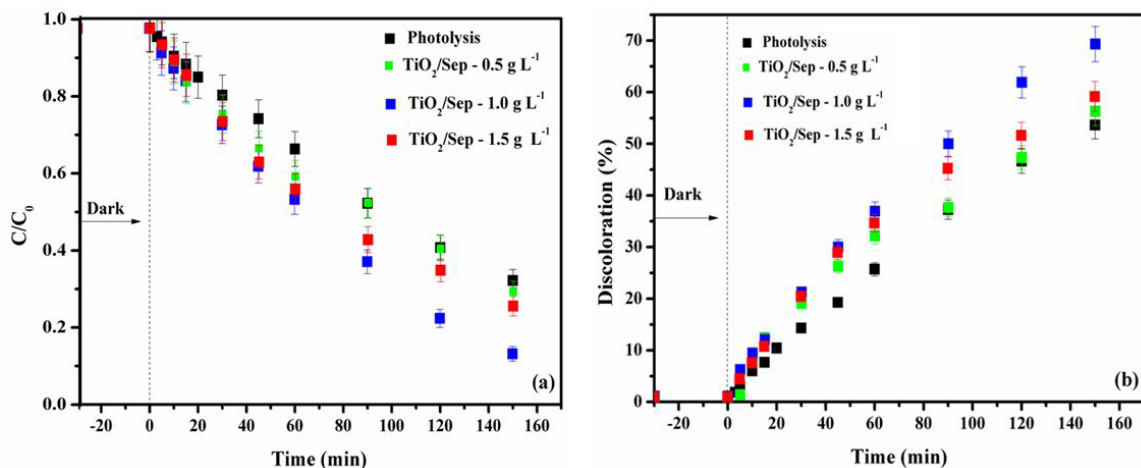 C/C₀
1.0
0.8
0.6
0.4
0.2
0.0
Photolysis
TiO₂/Sep - 0.5 g L⁻¹
TiO₂/Sep - 1.0 g L⁻¹
TiO₂/Sep - 1.5 g L⁻¹
Dark
(a)
-20 0 20 40 60 80 100 120 140 160
Time (min)
Discoloration (%)
70
60
50
40
30
20
10
0
Photolysis
TiO₂/Sep - 0.5 g L⁻¹
TiO₂/Sep - 1.0 g L⁻¹
TiO₂/Sep - 1.5 g L⁻¹
Dark
(b)
-20 0 20 40 60 80 100 120 140 160
Time (min)